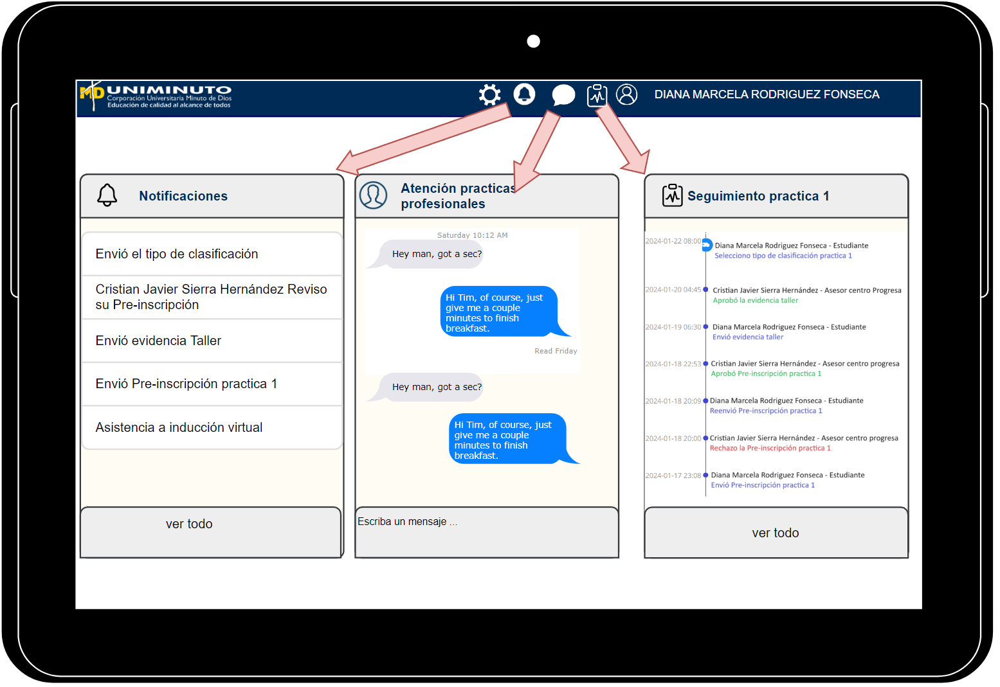 MD UNIMINUTO
Corporación Universitaria Minuto de Dios
Educación de calidad al alcance de todos
DIANA MARCELA RODRIGUEZ FONSECA
Notificaciones
Envió el tipo de clasificación
Cristian Javier Sierra Hernández Reviso
su Pre-inscripción
Envió evidencia Taller
Envió Pre-inscripción practica 1
Asistencia a inducción virtual
ver todo
Atención practicas
profesionales
Saturday 10:12 AM
Hey man, got a sec?
Hi Tim, of course, just
give me a couple
minutes to finish
breakfast.
Read Friday
Hey man, got a sec?
Hi Tim, of course, just
give me a couple
minutes to finish
breakfast.
Escriba un mensaje ...
Seguimiento practica 1
2024-01-22 08:00
Diana Marcela Rodriguez Fonseca - Estudiante
Selecciono tipo de clasificación practica 1
2024-01-20 04:45
Cristian Javier Sierra Hernández - Asesor centro Progresa
Aprobó la evidencia taller
2024-01-19 06:30
Diana Marcela Rodriguez Fonseca - Estudiante
Envió evidencia taller
2024-01-18 22:53
Cristian Javier Sierra Hernández - Asesor centro progresa
Aprobó Pre-inscripción practica 1
2024-01-18 20:09
Diana Marcela Rodriguez Fonseca - Estudiante
Reenvió Pre-inscripción practica 1
2024-01-18 20:00
Cristian Javier Sierra Hernández - Asesor centro progresa
Rechazo la Pre-inscripción practica 1
2024-01-17 23:08
Diana Marcela Rodriguez Fonseca - Estudiante
Envió Pre-inscripción practica 1
ver todo